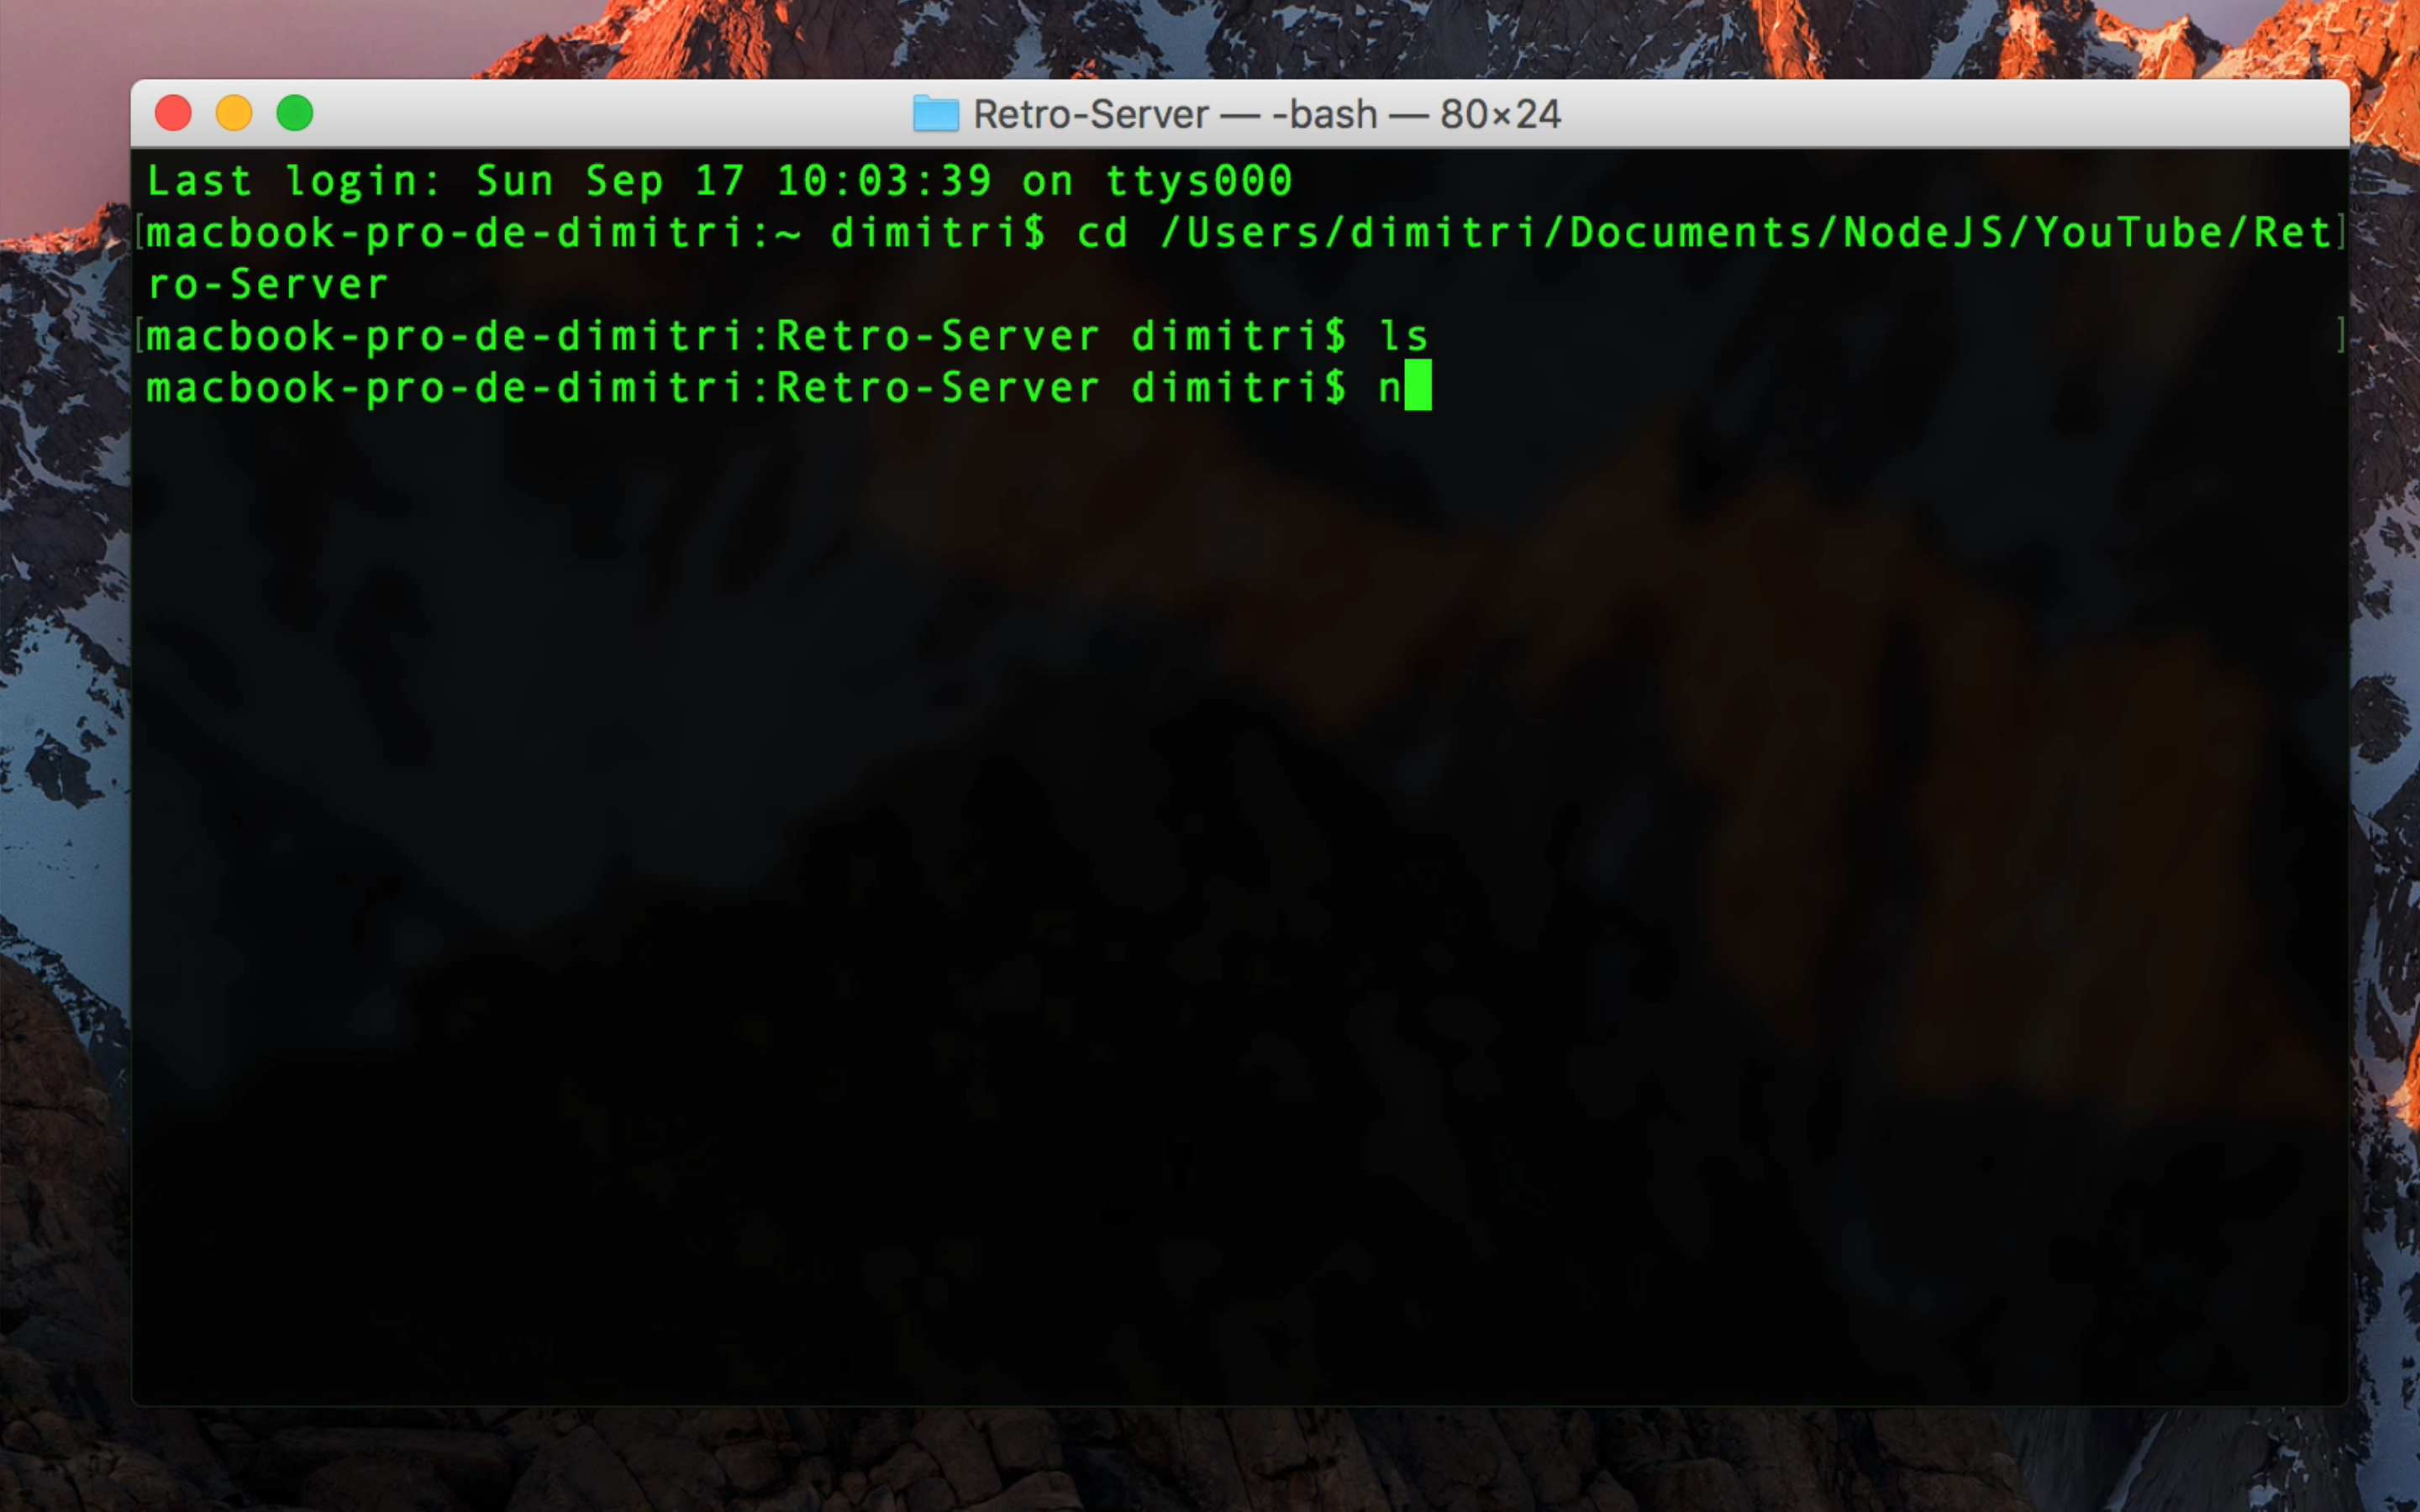 Retro-Server — -bash — 80×24
Last login: Sun Sep 17 10:03:39 on ttys000
[macbook-pro-de-dimitri:~ dimitri$ cd /Users/dimitri/Documents/NodeJS/YouTube/Ret]
ro-Server
[macbook-pro-de-dimitri:Retro-Server dimitri$ ls ]
macbook-pro-de-dimitri:Retro-Server dimitri$ n